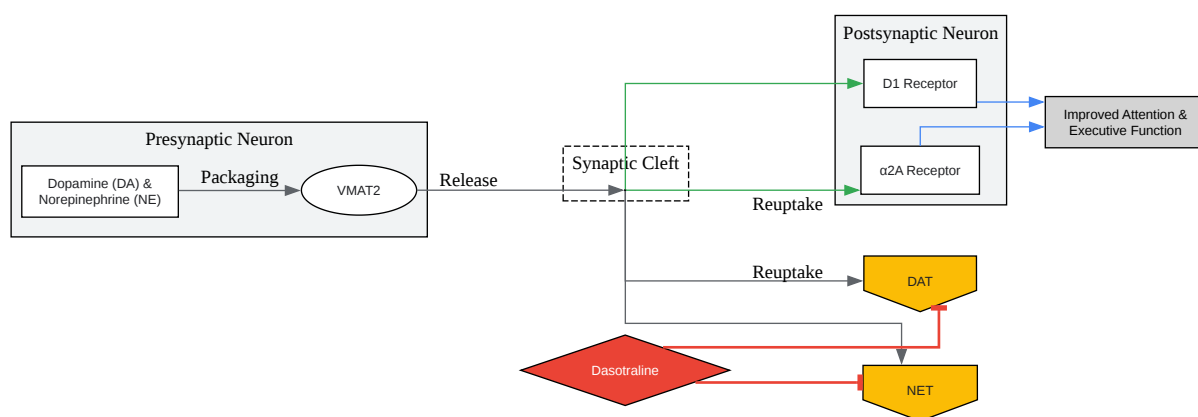 Postsynaptic Neuron
D1 Receptor
Improved Attention &
Executive Function
Presynaptic Neuron
Synaptic Cleft
Dopamine (DA) &
Norepinephrine (NE)
Packaging
VMAT2
Release
α2A Receptor
Reuptake
Reuptake
DAT
Dasotraline
NET